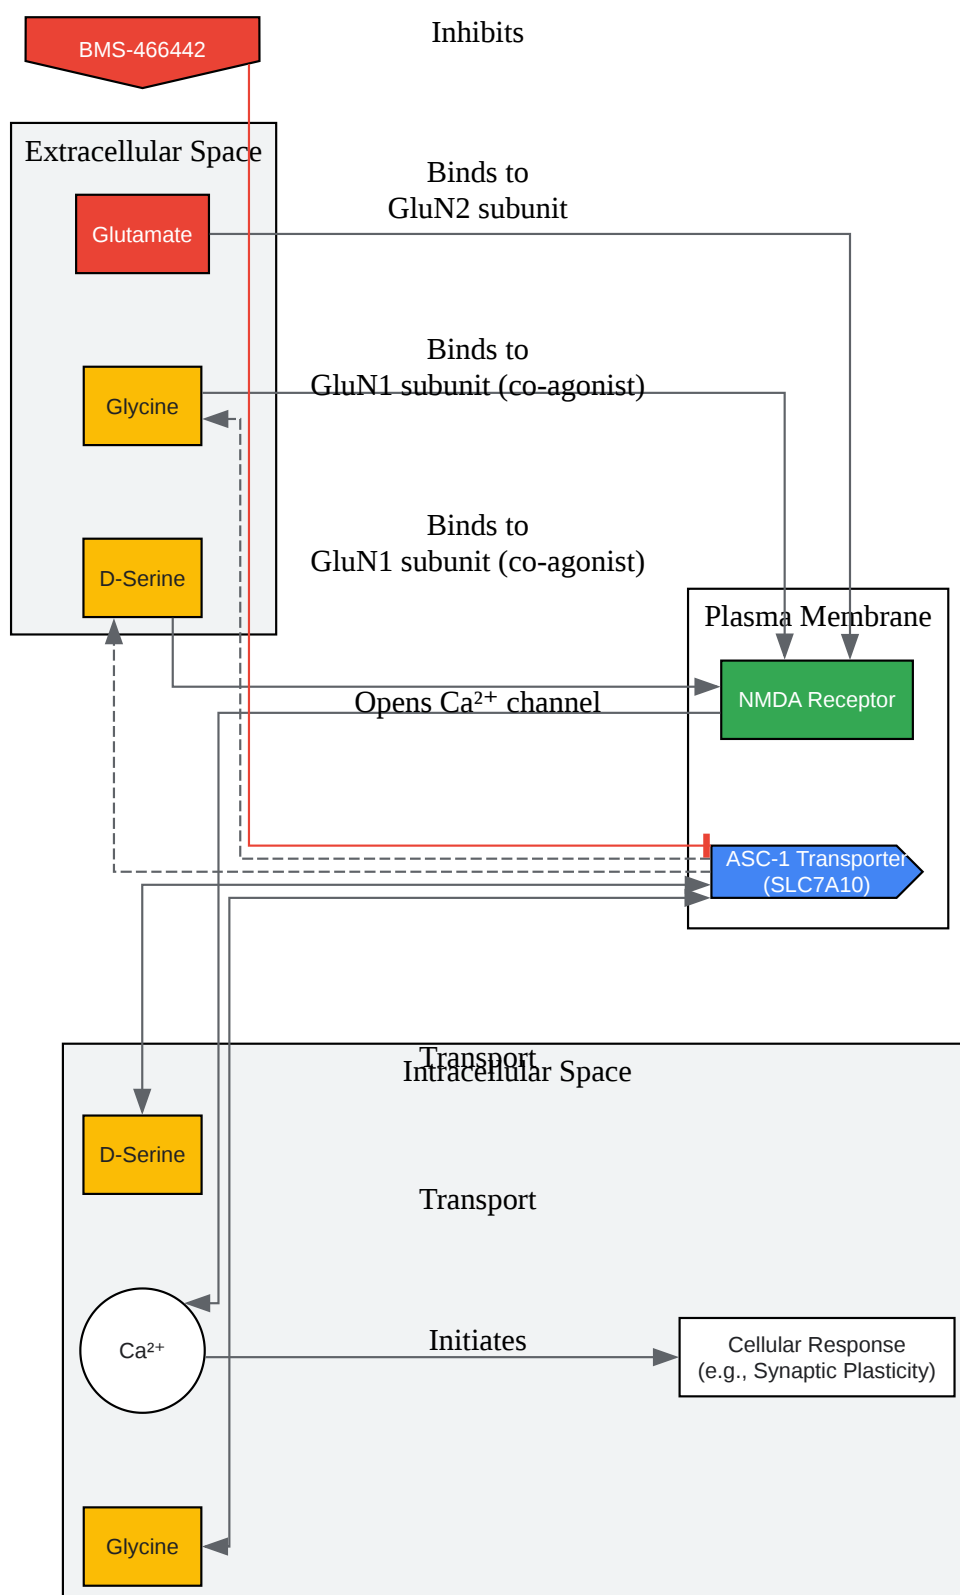 BMS-466442
Inhibits
Extracellular Space
Binds to
GluN2 subunit
Glutamate
Binds to
GluN1 subunit (co-agonist)
Glycine
Binds to
GluN1 subunit (co-agonist)
D-Serine
Plasma Membrane
NMDA Receptor
Opens Ca²⁺ channel
ASC-1 Transporter
(SLC7A10)
Transport
Intracellular Space
D-Serine
Transport
Initiates
Ca²⁺
Cellular Response
(e.g., Synaptic Plasticity)
Glycine